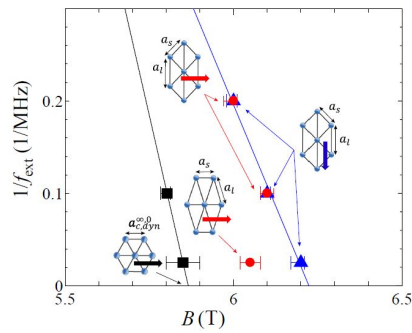 1/f_ext (1/MHz)
0.2
0.1
0
5.5
6
6.5
B (T)
a_s
a_l
a_s
a_l
a_s
a_l
a_{c,dyn}^{∞,0}